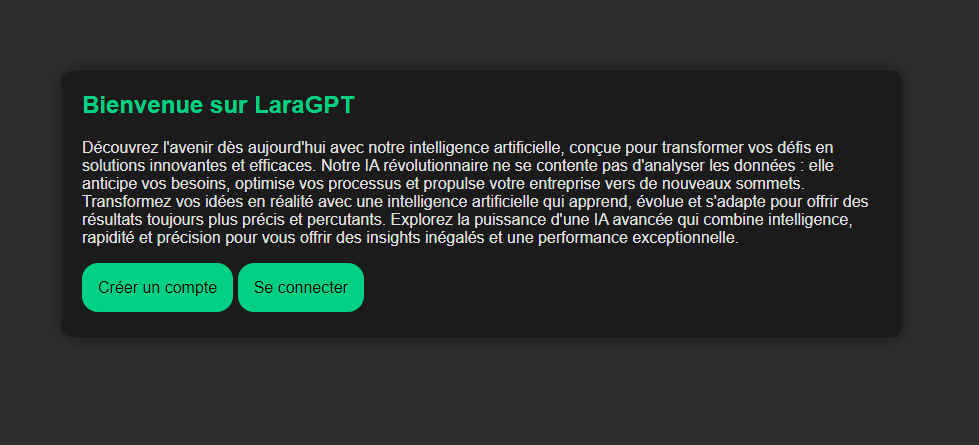 Bienvenue sur LaraGPT
Découvrez l'avenir dès aujourd'hui avec notre intelligence artificielle, conçue pour transformer vos défis en
solutions innovantes et efficaces. Notre IA révolutionnaire ne se contente pas d'analyser les données : elle
anticipe vos besoins, optimise vos processus et propulse votre entreprise vers de nouveaux sommets.
Transformez vos idées en réalité avec une intelligence artificielle qui apprend, évolue et s'adapte pour offrir des
résultats toujours plus précis et percutants. Explorez la puissance d'une IA avancée qui combine intelligence,
rapidité et précision pour vous offrir des insights inégalés et une performance exceptionnelle.
Créer un compte
Se connecter